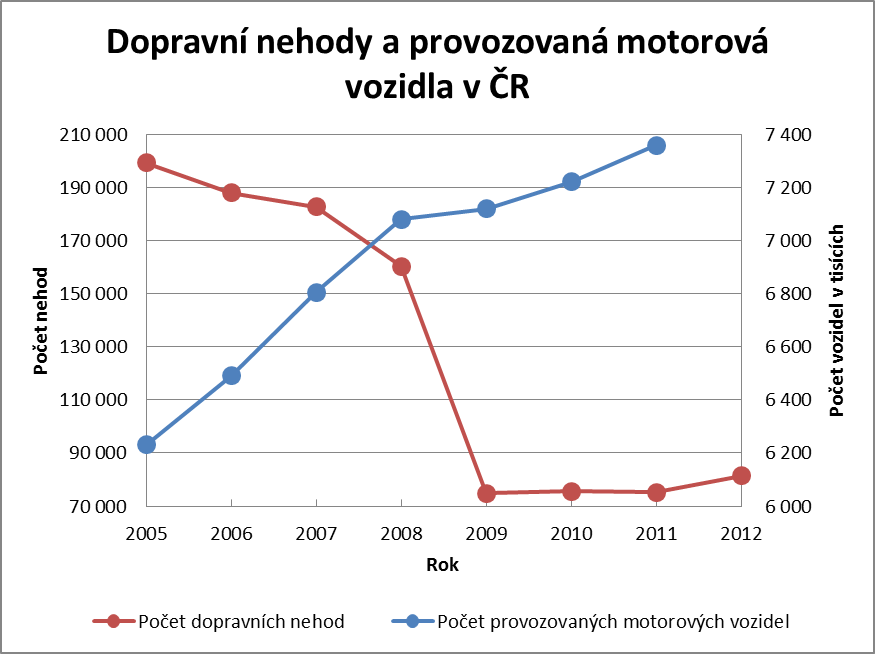 Dopravní nehody a provozovaná motorová
vozidla v ČR
210 000
190 000
170 000
150 000
130 000
110 000
90 000
70 000
Počet nehod
7 400
7 200
7 000
6 800
6 600
6 400
6 200
6 000
Počet vozidel v tisících
2005 2006 2007 2008 2009 2010 2011 2012
Rok
Počet dopravních nehod Počet provozovaných motorových vozidel